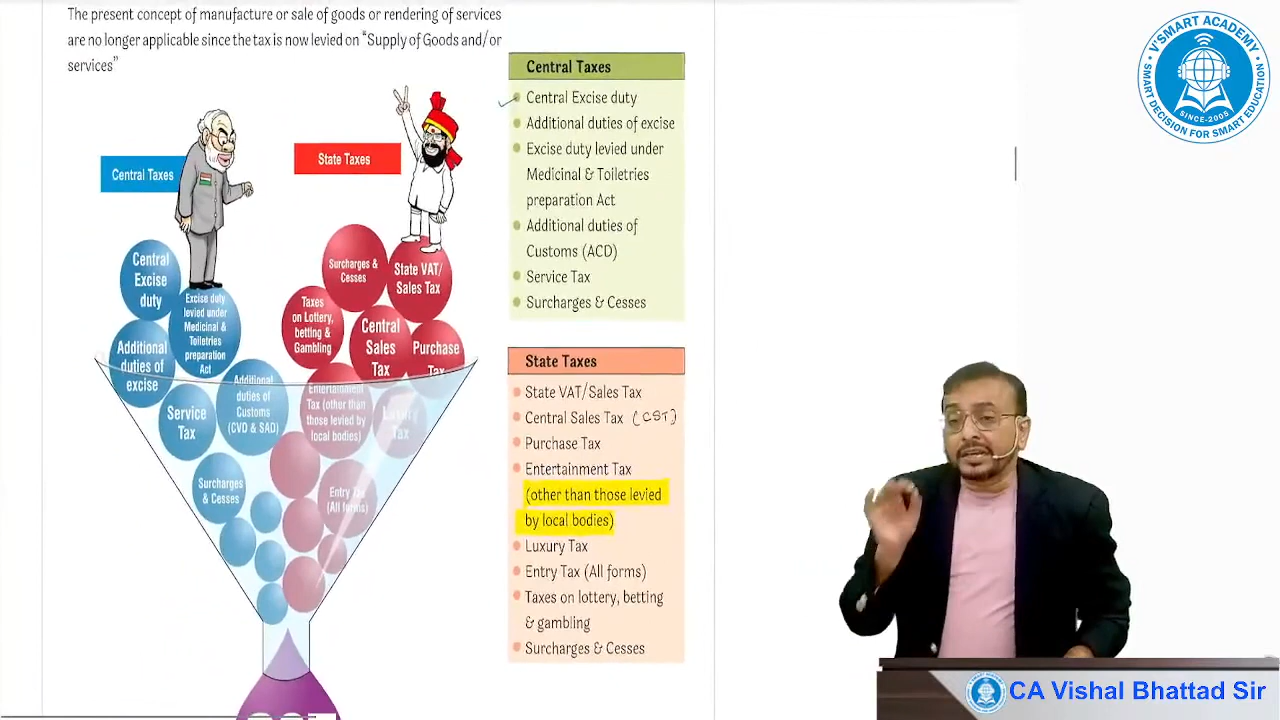 The present concept of manufacture or sale of goods or rendering of services
are no longer applicable since the tax is now levied on “Supply of Goods and/or
services”
Central Taxes
State Taxes
Central
Excise
duty
Excise duty
levied under
Medicinal &
Toiletries
preparation
Act
Additional
duties of
excise
Service
Tax
Additional
duties of
Customs
(CVD & SAD)
Surcharges
& Cesses
Surcharges &
Cesses
State VAT/
Sales Tax
Taxes
on Lottery,
betting &
Gambling
Central
Sales
Tax
Purchase
Tax
Entertainment
Tax (other than
those levied by
local bodies)
Luxury
Tax
Entry Tax
(All forms)
Central Taxes
Central Excise duty
Additional duties of excise
Excise duty levied under
Medicinal & Toiletries
preparation Act
Additional duties of
Customs (ACD)
Service Tax
Surcharges & Cesses
State Taxes
State VAT/Sales Tax
Central Sales Tax (CST)
Purchase Tax
Entertainment Tax
(other than those levied
by local bodies)
Luxury Tax
Entry Tax (All forms)
Taxes on lottery, betting
& gambling
Surcharges & Cesses
V'SMART ACADEMY
SMART DECISION FOR SMART EDUCATION
SINCE-2005
CA Vishal Bhattad Sir